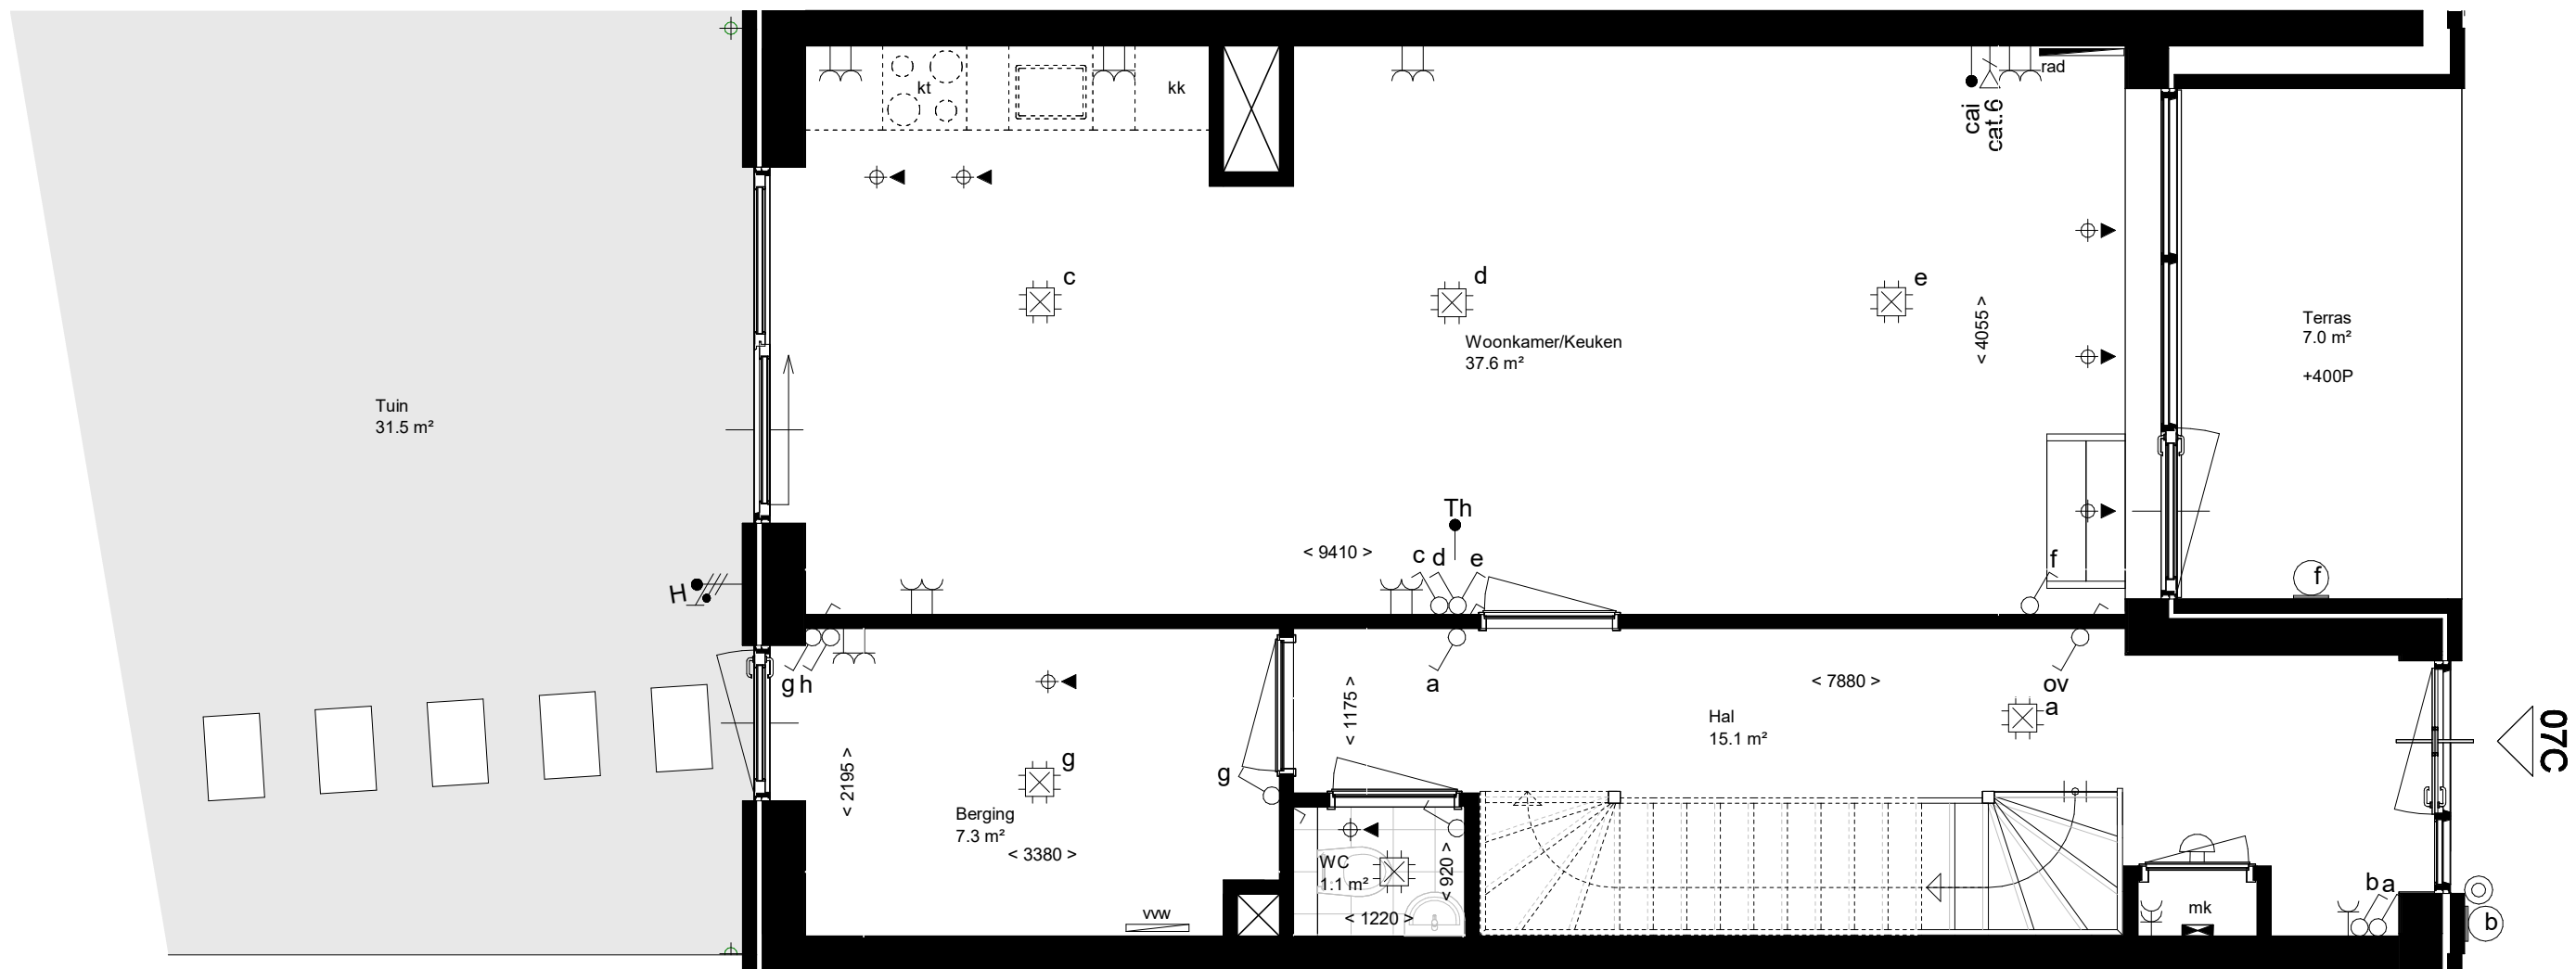 rad
kt
kk
cai
cat.6
c
d
e
< 4055 >
Terras
7.0 m²
+400P
Woonkamer/Keuken
37.6 m²
Tuin
31.5 m²
Th
< 9410 >
c d e
f
f
H
g h
a
< 7880 >
ov
a
< 1175 >
Hal
15.1 m²
07C
g
g
< 2195 >
Berging
7.3 m²
< 3380 >
WC
1.1 m²
< 920 >
< 1220 >
vvw
mk
b a
b